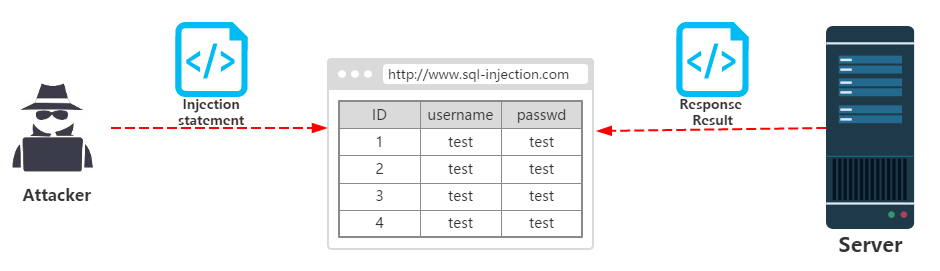 Injection
statement
Attacker
http://www.sql-injection.com
ID username passwd
1 test test
2 test test
3 test test
4 test test
Response
Result
Server